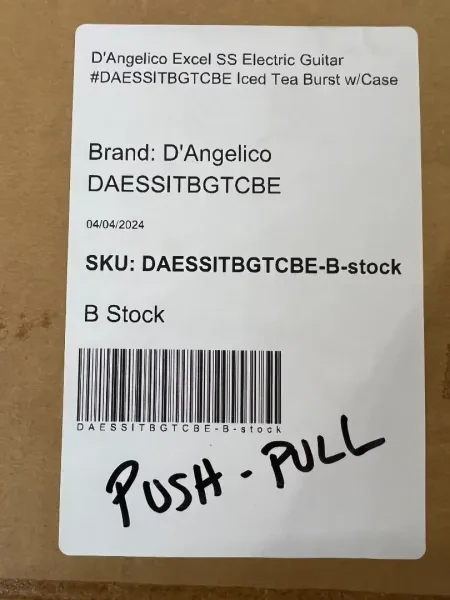 D'Angelico Excel SS Electric Guitar
#DAESSITBGTCBE Iced Tea Burst w/Case
Brand: D'Angelico
DAESSITBGTCBE
04/04/2024
SKU: DAESSITBGTCBE-B-stock
B Stock
DAESSITBGTCBE-B-stock
PUSH-PULL